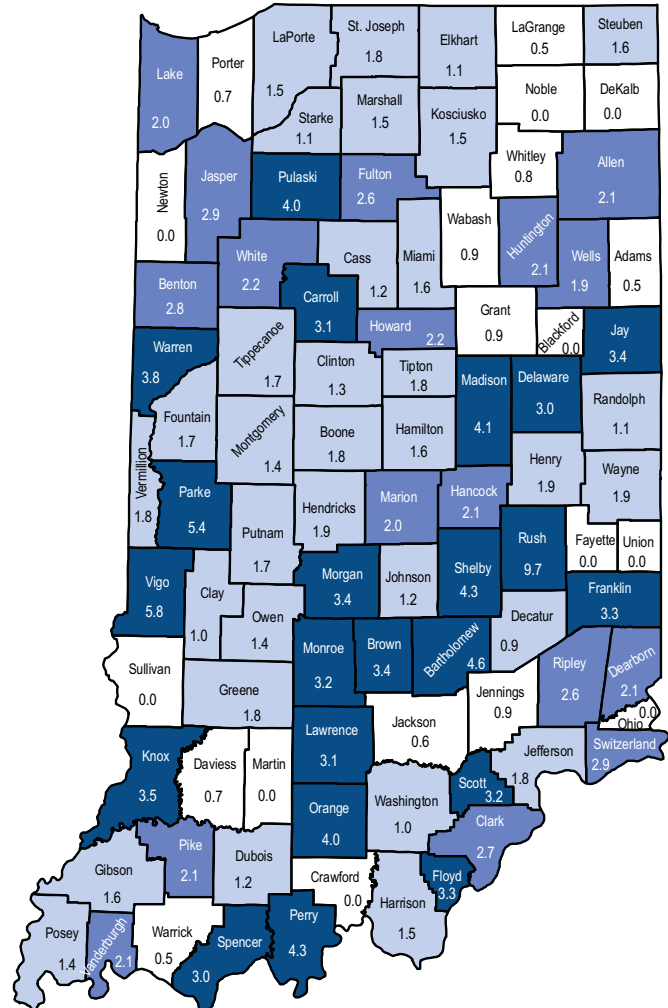 St. Joseph
1.8
LaPorte
1.5
Elkhart
1.1
LaGrange
0.5
Steuben
1.6
Lake
2.0
Porter
0.7
Noble
0.0
DeKalb
0.0
Marshall
1.5
Starke
1.1
Kosciusko
1.5
Whitley
0.8
Allen
2.1
Newton
0.0
Jasper
2.9
Pulaski
4.0
Fulton
2.6
Wabash
0.9
Huntington
2.1
Wells
1.9
Adams
0.5
White
2.2
Cass
1.2
Miami
1.6
Benton
2.8
Carroll
3.1
Grant
0.9
Blackford
0.0
Jay
3.4
Howard
2.2
Warren
3.8
Tippecanoe
1.7
Clinton
1.3
Tipton
1.8
Madison
4.1
Delaware
3.0
Randolph
1.1
Fountain
1.7
Montgomery
1.4
Boone
1.8
Hamilton
1.6
Henry
1.9
Wayne
1.9
Vermillion
1.8
Parke
5.4
Putnam
1.7
Hendricks
1.9
Marion
2.0
Hancock
2.1
Rush
9.7
Fayette
0.0
Union
0.0
Vigo
5.8
Clay
1.0
Owen
1.4
Morgan
3.4
Johnson
1.2
Shelby
4.3
Franklin
3.3
Decatur
0.9
Sullivan
0.0
Greene
1.8
Monroe
3.2
Brown
3.4
Bartholomew
4.6
Jennings
0.9
Ripley
2.6
Dearborn
2.1
0.0
Ohio
Jackson
0.6
Lawrence
3.1
Switzerland
2.9
Jefferson
1.8
Knox
3.5
Daviess
0.7
Martin
0.0
Orange
4.0
Washington
1.0
Scott
3.2
Clark
2.7
Pike
2.1
Dubois
1.2
Gibson
1.6
Crawford
0.0
Floyd
3.3
Harrison
1.5
Posey
1.4
Vanderburgh
2.1
Warrick
0.5
Spencer
3.0
Perry
4.3